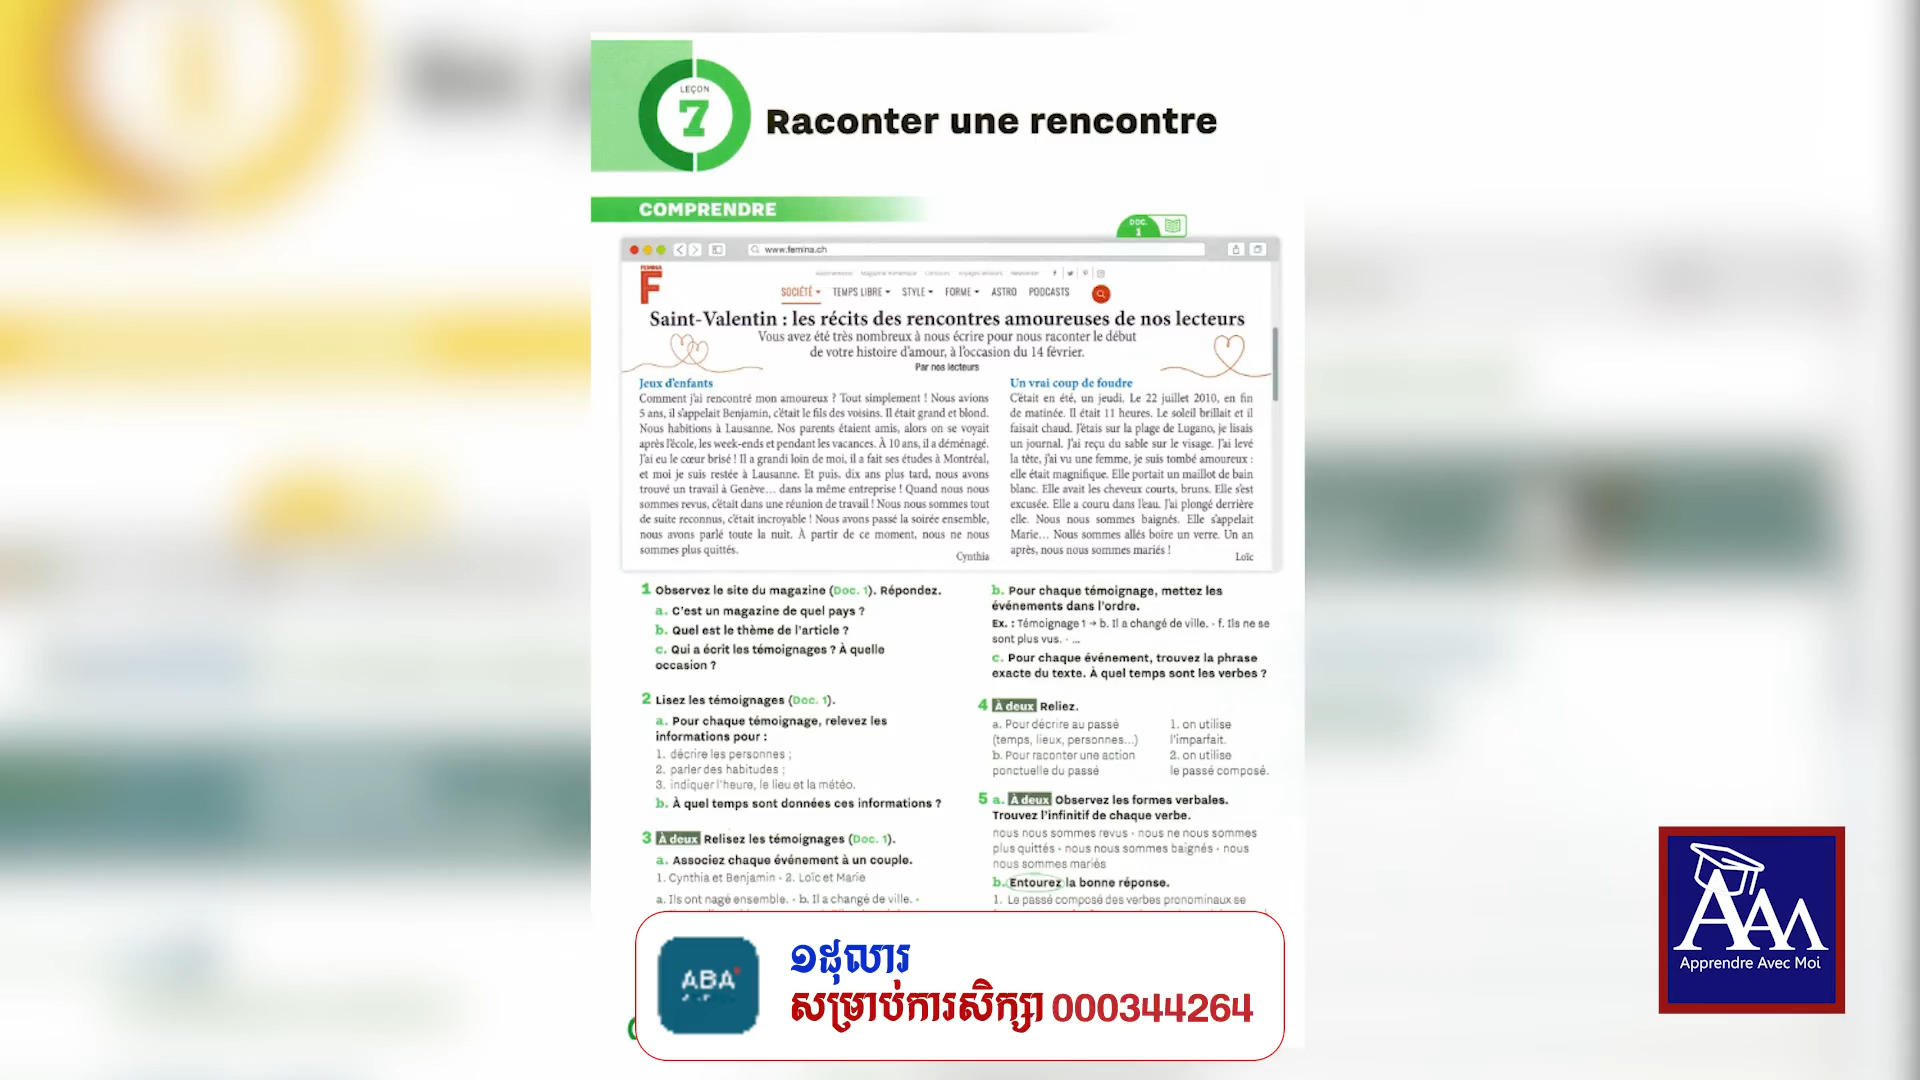 LEÇON
7
Raconter une rencontre
COMPRENDRE
DOC.
1
www.femina.ch
FEMINA
F
SOCIÉTÉ TEMPS LIBRE STYLE FORME ASTRO PODCASTS
Saint-Valentin : les récits des rencontres amoureuses de nos lecteurs
Vous avez été très nombreux à nous écrire pour nous raconter le début
de votre histoire d'amour, à l'occasion du 14 février.
Par nos lecteurs
Jeux d'enfants
Comment j'ai rencontré mon amoureux ? Tout simplement ! Nous avions
5 ans, il s'appelait Benjamin, c'était le fils des voisins. Il était grand et blond.
Nous habitions à Lausanne. Nos parents étaient amis, alors on se voyait
après l'école, les week-ends et pendant les vacances. À 10 ans, il a déménagé.
J'ai eu le cœur brisé ! Il a grandi loin de moi, il a fait ses études à Montréal,
et moi je suis restée à Lausanne. Et puis, dix ans plus tard, nous avons
trouvé un travail à Genève... dans la même entreprise ! Quand nous nous
sommes revus, c'était dans une réunion de travail ! Nous nous sommes tout
de suite reconnus, c'était incroyable ! Nous avons passé la soirée ensemble,
nous avons parlé toute la nuit. À partir de ce moment, nous ne nous
sommes plus quittés.
Cynthia
Un vrai coup de foudre
C'était en été, un jeudi. Le 22 juillet 2010, en fin
de matinée. Il était 11 heures. Le soleil brillait et il
faisait chaud. J'étais sur la plage de Lugano, je lisais
un journal. J'ai reçu du sable sur le visage. J'ai levé
la tête, j'ai vu une femme, je suis tombé amoureux :
elle était magnifique. Elle portait un maillot de bain
blanc. Elle avait les cheveux courts, bruns. Elle s'est
excusée. Elle a couru dans l'eau. J'ai plongé derrière
elle. Nous nous sommes baignés. Elle s'appelait
Marie... Nous sommes allés boire un verre. Un an
après, nous nous sommes mariés !
Loïc
1 Observez le site du magazine (Doc. 1). Répondez.
a. C'est un magazine de quel pays ?
b. Quel est le thème de l'article ?
c. Qui a écrit les témoignages ? À quelle
occasion ?
2 Lisez les témoignages (Doc. 1).
a. Pour chaque témoignage, relevez les
informations pour :
1. décrire les personnes ;
2. parler des habitudes ;
3. indiquer l'heure, le lieu et la météo.
b. À quel temps sont données ces informations ?
3 À deux Relisez les témoignages (Doc. 1).
a. Associez chaque événement à un couple.
1. Cynthia et Benjamin - 2. Loïc et Marie
a. Ils ont nagé ensemble. - b. Il a changé de ville. -
b. Pour chaque témoignage, mettez les
événements dans l'ordre.
Ex. : Témoignage 1 → b. Il a changé de ville. - f. Ils ne se
sont plus vus. - ...
c. Pour chaque événement, trouvez la phrase
exacte du texte. À quel temps sont les verbes ?
4 À deux Reliez.
a. Pour décrire au passé
(temps, lieux, personnes...)
b. Pour raconter une action
ponctuelle du passé
1. on utilise
l'imparfait.
2. on utilise
le passé composé.
5 a. À deux Observez les formes verbales.
Trouvez l'infinitif de chaque verbe.
nous nous sommes revus - nous ne nous sommes
plus quittés - nous nous sommes baignés - nous
nous sommes mariés
b. Entourez la bonne réponse.
1. Le passé composé des verbes pronominaux se
ABA
១ដុល្លារ
សម្រាប់ការសិក្សា 000344264
AAM
Apprendre Avec Moi